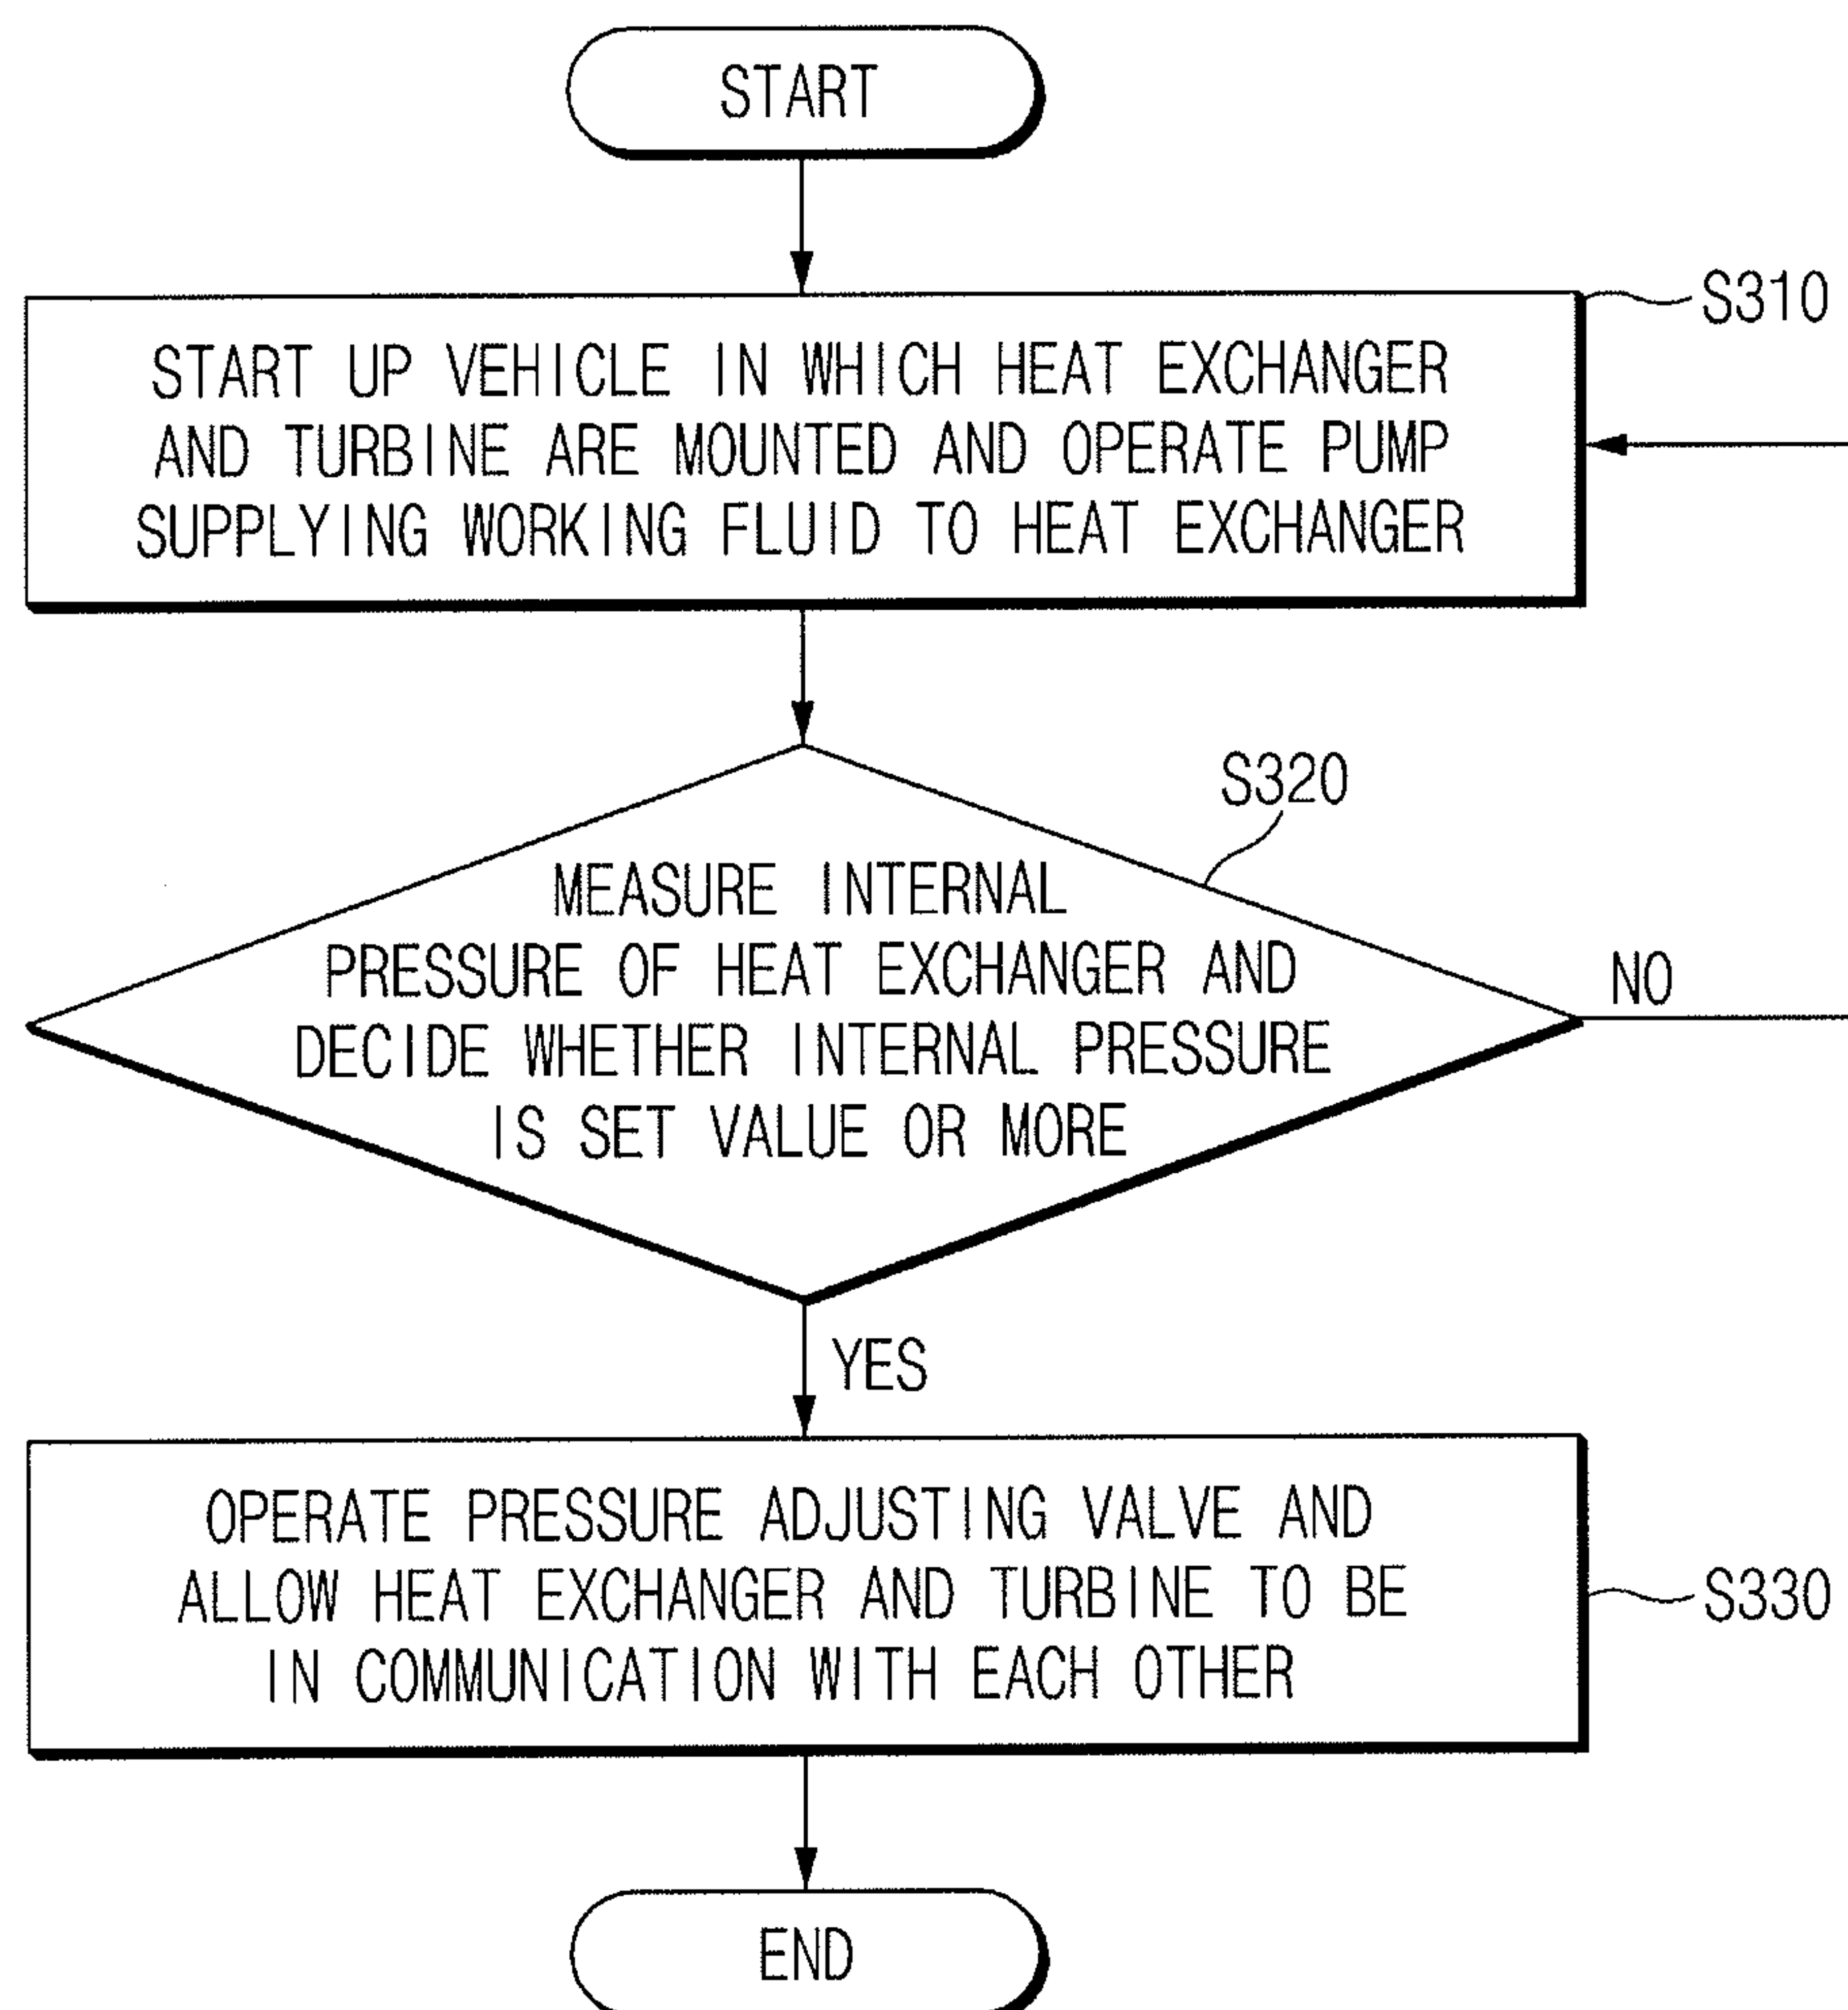 START
S310
START UP VEHICLE IN WHICH HEAT EXCHANGER
AND TURBINE ARE MOUNTED AND OPERATE PUMP
SUPPLYING WORKING FLUID TO HEAT EXCHANGER
S320
MEASURE INTERNAL
PRESSURE OF HEAT EXCHANGER AND
DECIDE WHETHER INTERNAL PRESSURE
IS SET VALUE OR MORE
NO
YES
OPERATE PRESSURE ADJUSTING VALVE AND
ALLOW HEAT EXCHANGER AND TURBINE TO BE
IN COMMUNICATION WITH EACH OTHER
S330
END